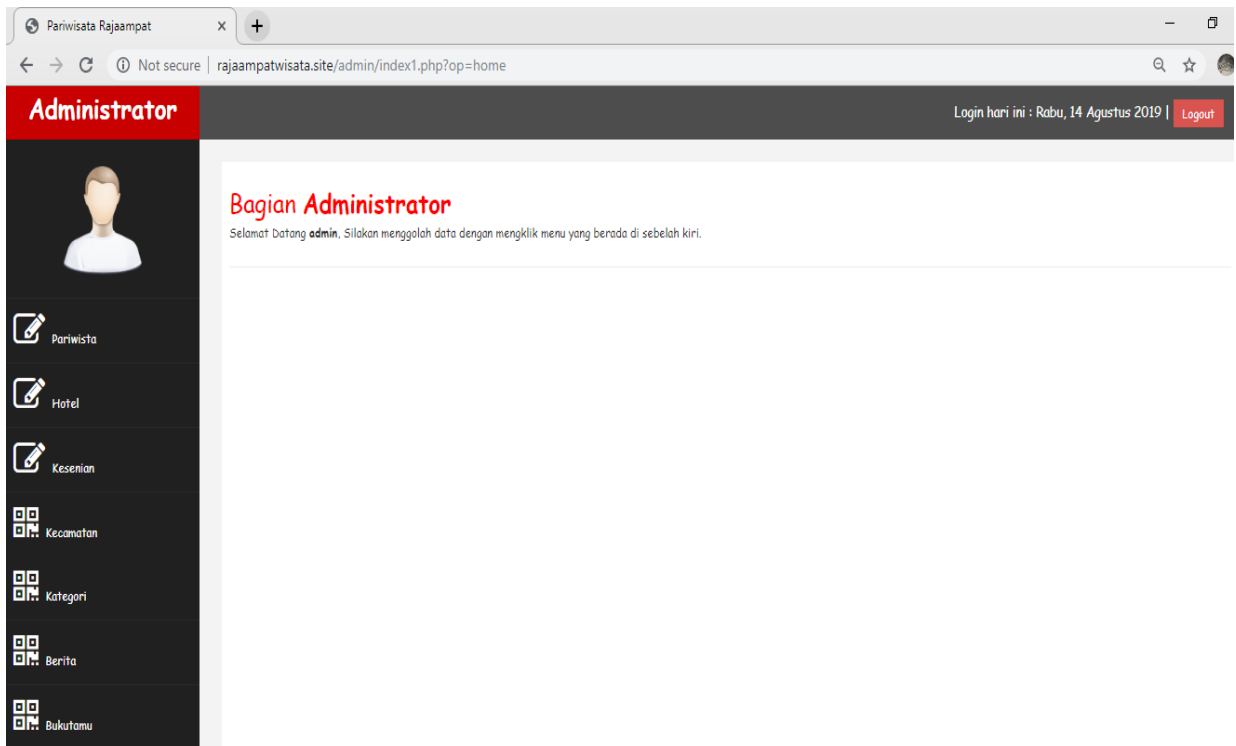 Pariwisata Rajaampat
Not secure | rajaampatwisata.site/admin/index1.php?op=home
Administrator
Login hari ini : Rabu, 14 Agustus 2019 | Logout
Bagian Administrator
Selamat Datang admin, Silakan menggolah data dengan mengklik menu yang berada di sebelah kiri.
Pariwista
Hotel
Kesenian
Kecamatan
Kategori
Berita
Bukutamu